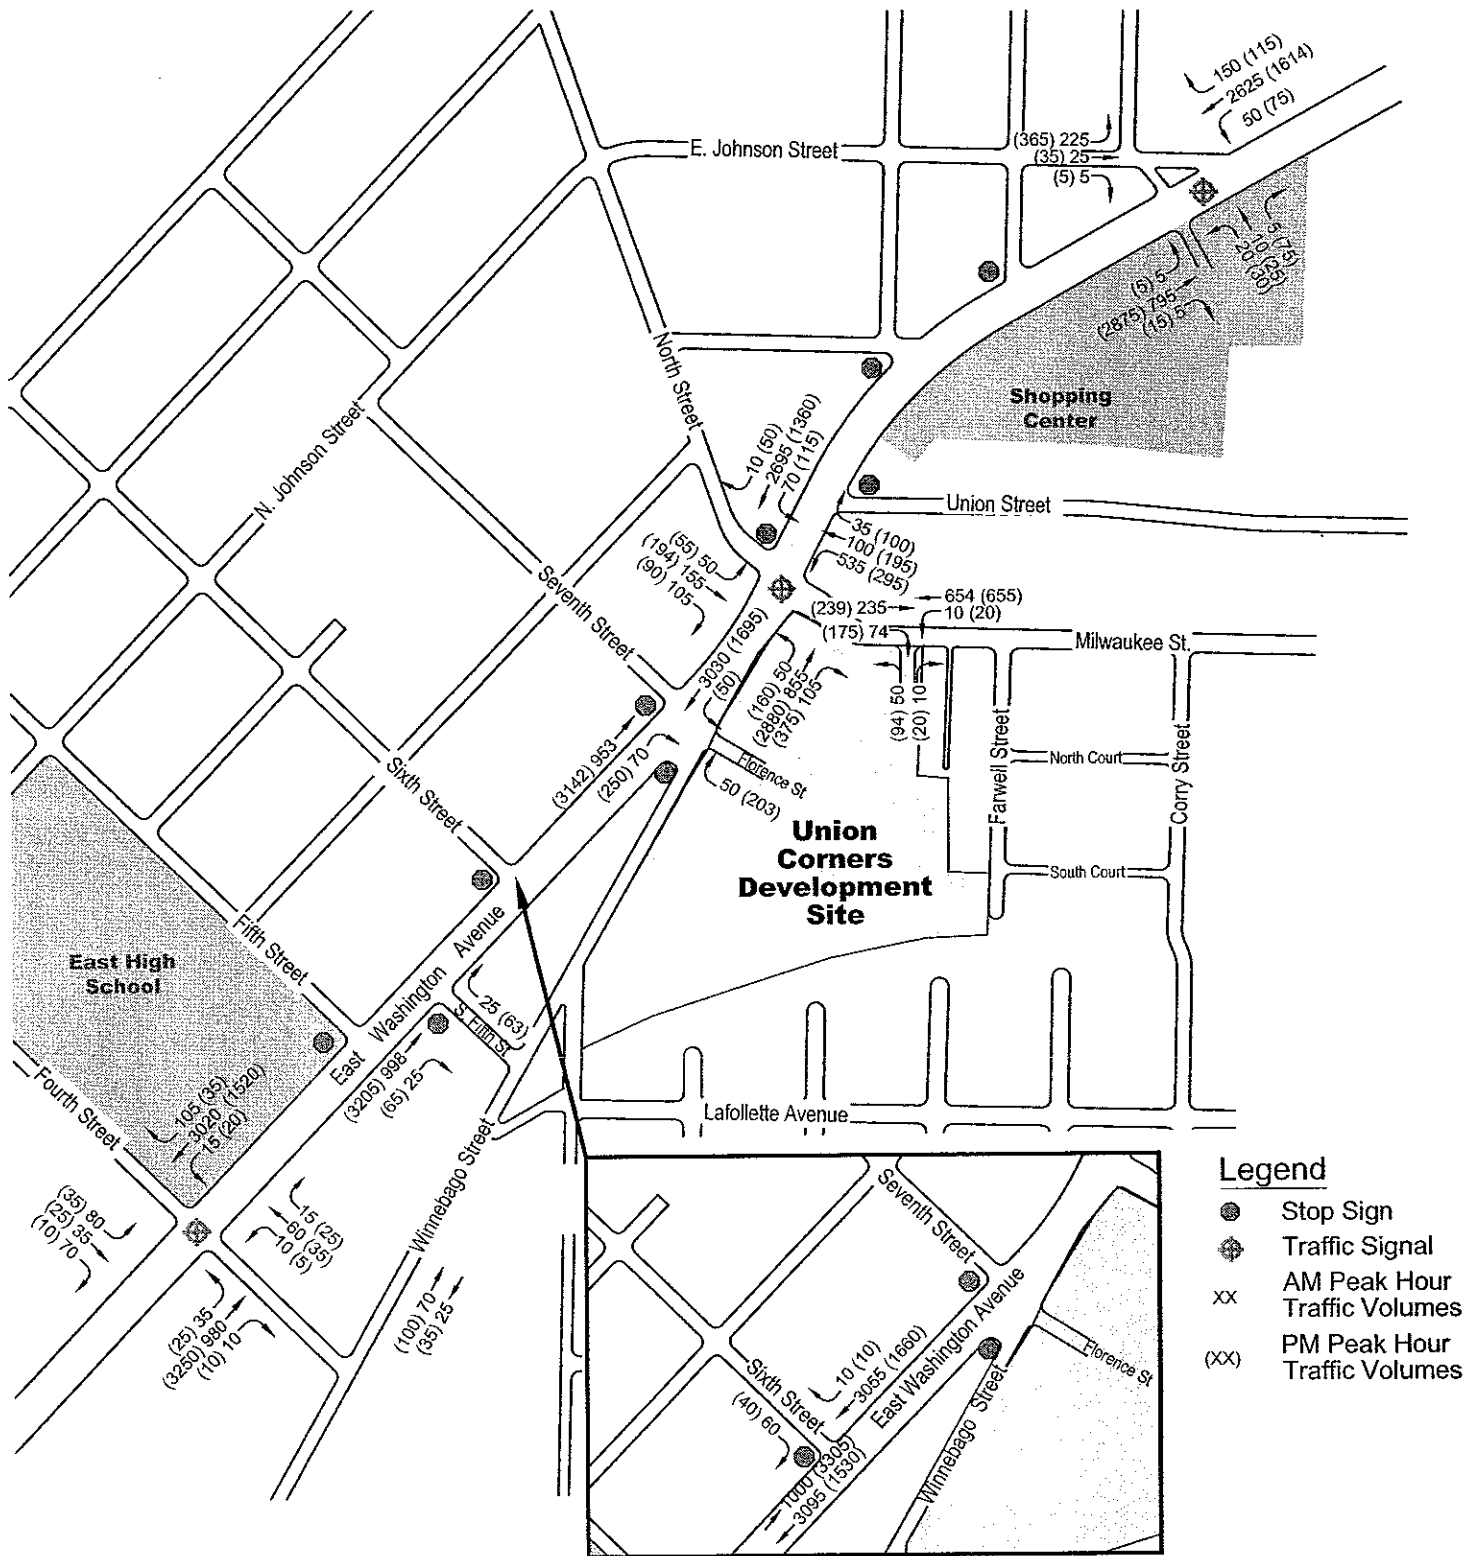 150 (115)
2625 (1614)
50 (75)
(365) 225
(35) 25
(5) 5
E. Johnson Street
5 (75)
10 (25)
20 (30)
(5) 5
(2875) 795
(15) 5
North Street
Shopping
Center
10 (50)
2695 (1360)
70 (115)
N. Johnson Street
Union Street
35 (100)
100 (195)
535 (295)
(55) 50
(194) 155
(90) 105
Seventh Street
(239) 235
654 (655)
10 (20)
(175) 74
Milwaukee St.
3030 (1695)
(50)
(160) 50
(2880) 855
(375) 105
(94) 50
(20) 10
Farwell Street
Corry Street
North Court
South Court
Sixth Street
(3142) 953
(250) 70
Florence St
50 (203)
Union
Corners
Development
Site
Fifth Street
East High
School
East Washington Avenue
25 (63)
S. Fifth St
(3205) 998
(65) 25
Fourth Street
105 (35)
3020 (1520)
15 (20)
Lafollette Avenue
Winnebago Street
(35) 80
(25) 35
(10) 70
15 (25)
60 (35)
10 (5)
(25) 35
(3250) 980
(10) 10
(100) 70
(35) 25
Seventh Street
Sixth Street
10 (10)
3055 (1660)
East Washington Avenue
(40) 60
1000 (3305)
3095 (1530)
Winnebago Street
Florence St
Legend
Stop Sign
Traffic Signal
xx AM Peak Hour
Traffic Volumes
(XX) PM Peak Hour
Traffic Volumes